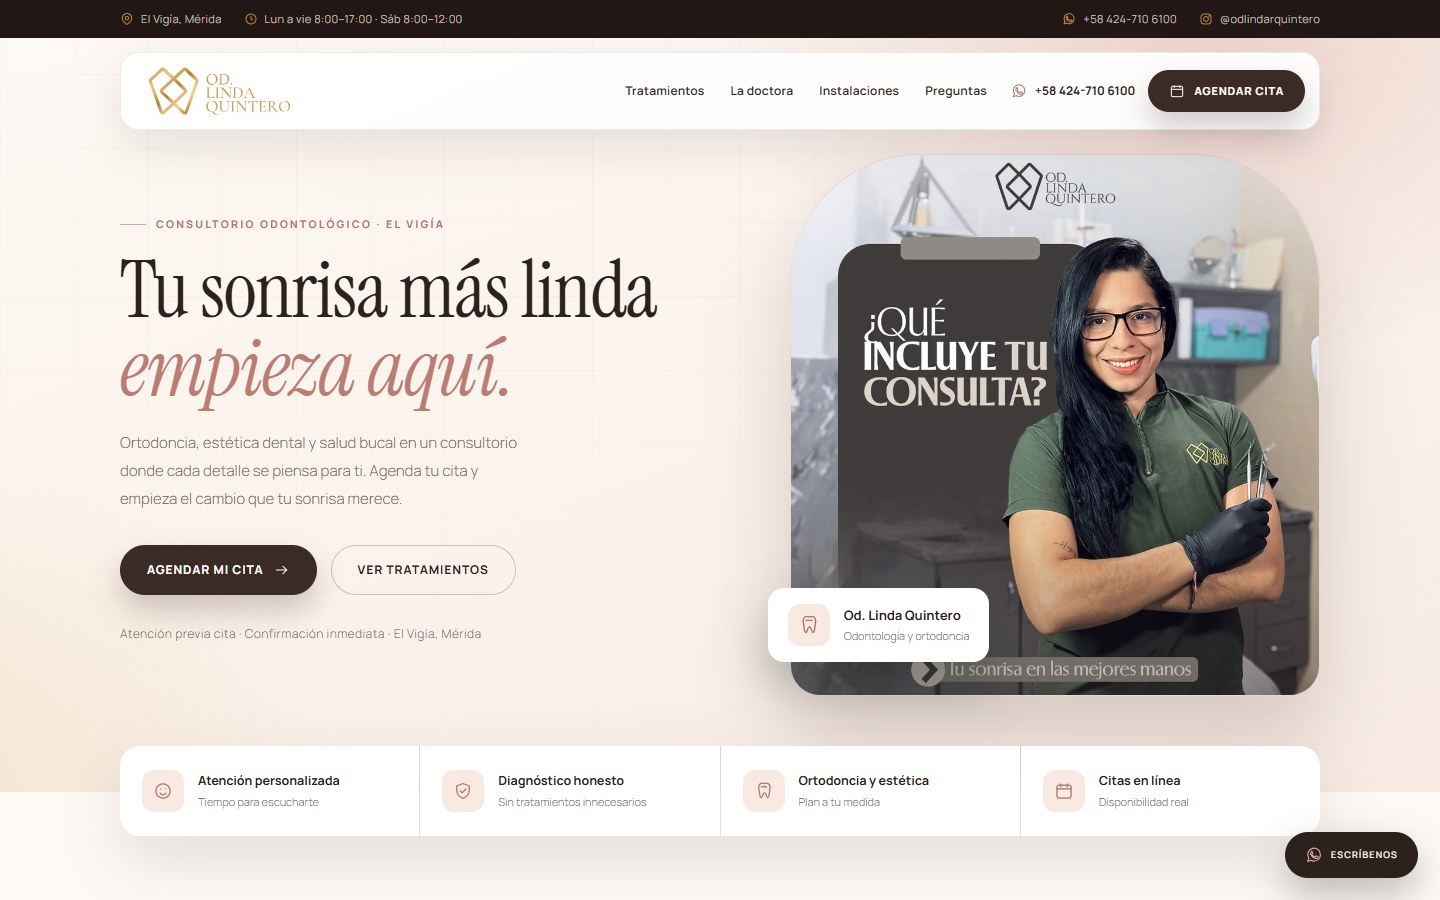 El Vigía, Mérida
Lun a vie 8:00–17:00 · Sáb 8:00–12:00
+58 424-710 6100
@odlindarquintero
OD.
LINDA
QUINTERO
Tratamientos
La doctora
Instalaciones
Preguntas
+58 424-710 6100
AGENDAR CITA
CONSULTORIO ODONTOLÓGICO · EL VIGÍA
Tu sonrisa más linda
empieza aquí.
Ortodoncia, estética dental y salud bucal en un consultorio
donde cada detalle se piensa para ti. Agenda tu cita y
empieza el cambio que tu sonrisa merece.
AGENDAR MI CITA
VER TRATAMIENTOS
Atención previa cita · Confirmación inmediata · El Vigía, Mérida
OD.
LINDA
QUINTERO
¿QUÉ
INCLUYE TU
CONSULTA?
Od. Linda Quintero
Odontología y ortodoncia
Tu sonrisa en las mejores manos
Atención personalizada
Tiempo para escucharte
Diagnóstico honesto
Sin tratamientos innecesarios
Ortodoncia y estética
Plan a tu medida
Citas en línea
Disponibilidad real
ESCRÍBENOS